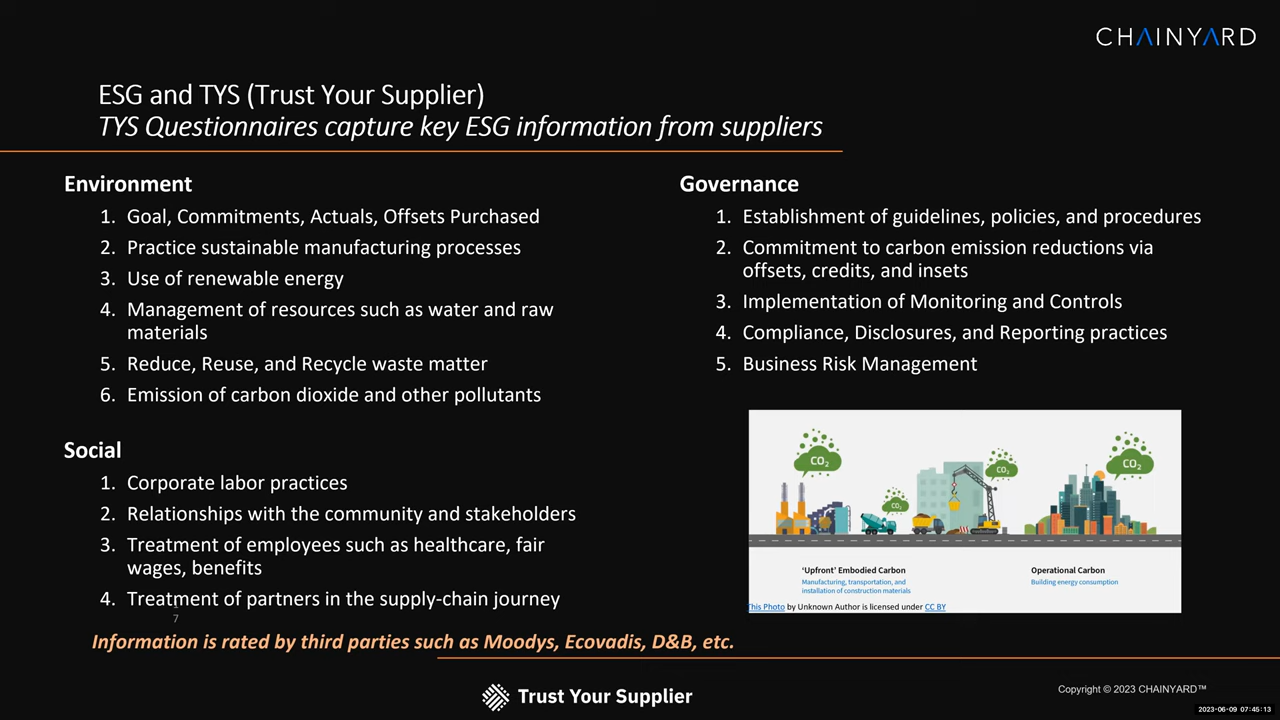 CHAINYARD
ESG and TYS (Trust Your Supplier)
TYS Questionnaires capture key ESG information from suppliers
Environment
1. Goal, Commitments, Actuals, Offsets Purchased
2. Practice sustainable manufacturing processes
3. Use of renewable energy
4. Management of resources such as water and raw
materials
5. Reduce, Reuse, and Recycle waste matter
6. Emission of carbon dioxide and other pollutants
Social
1. Corporate labor practices
2. Relationships with the community and stakeholders
3. Treatment of employees such as healthcare, fair
wages, benefits
4. Treatment of partners in the supply-chain journey
7
Information is rated by third parties such as Moodys, Ecovadis, D&B, etc.
Governance
1. Establishment of guidelines, policies, and procedures
2. Commitment to carbon emission reductions via
offsets, credits, and insets
3. Implementation of Monitoring and Controls
4. Compliance, Disclosures, and Reporting practices
5. Business Risk Management
CO2
CO2
CO2
CO2
'Upfront' Embodied Carbon
Manufacturing, transportation, and
installation of construction materials
Operational Carbon
Building energy consumption
This Photo by Unknown Author is licensed under CC BY
Trust Your Supplier
Copyright © 2023 CHAINYARD™
2023-06-09 07:45:13